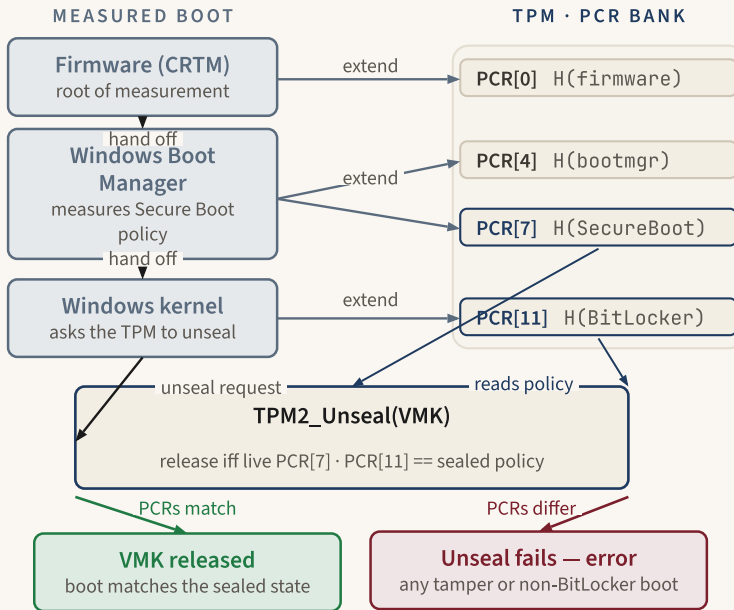 MEASURED BOOT
TPM · PCR BANK
Firmware (CRTM)
root of measurement
extend
PCR[0] H(firmware)
hand off
Windows Boot
Manager
measures Secure Boot
policy
extend
PCR[4] H(bootmgr)
PCR[7] H(SecureBoot)
hand off
Windows kernel
asks the TPM to unseal
extend
PCR[11] H(BitLocker)
unseal request
reads policy
TPM2_Unseal(VMK)
release iff live PCR[7] · PCR[11] == sealed policy
PCRs match
PCRs differ
VMK released
boot matches the sealed state
Unseal fails — error
any tamper or non-BitLocker boot